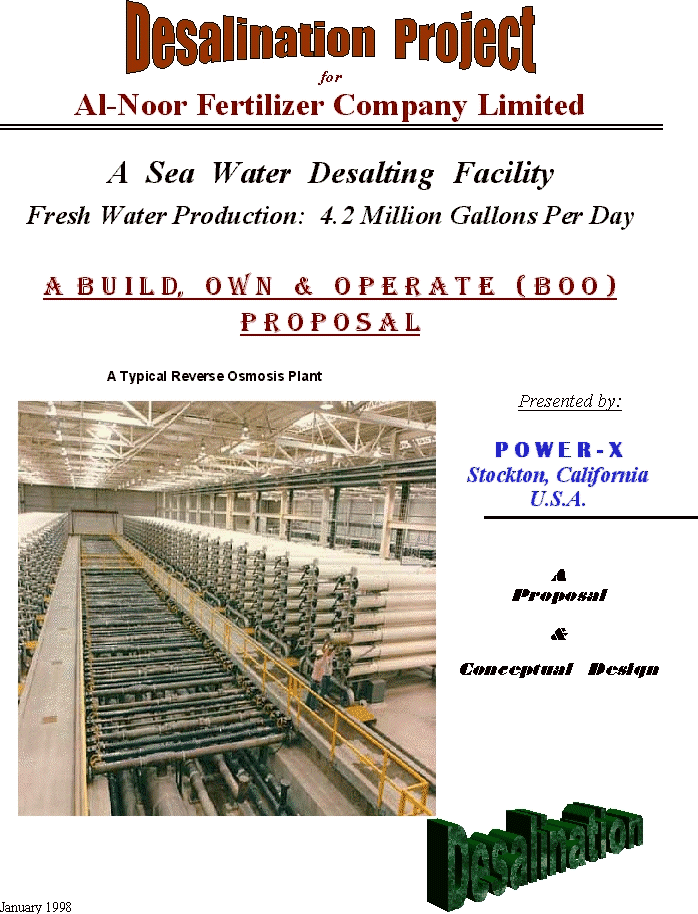 Desalination Project
for
Al-Noor Fertilizer Company Limited
A Sea Water Desalting Facility
Fresh Water Production: 4.2 Million Gallons Per Day
A BUILD, OWN & OPERATE (BOO)
PROPOSAL
A Typical Reverse Osmosis Plant
Presented by:
POWER-X
Stockton, California
U.S.A.
A
Proposal
&
Conceptual Design
Desalination
January 1998